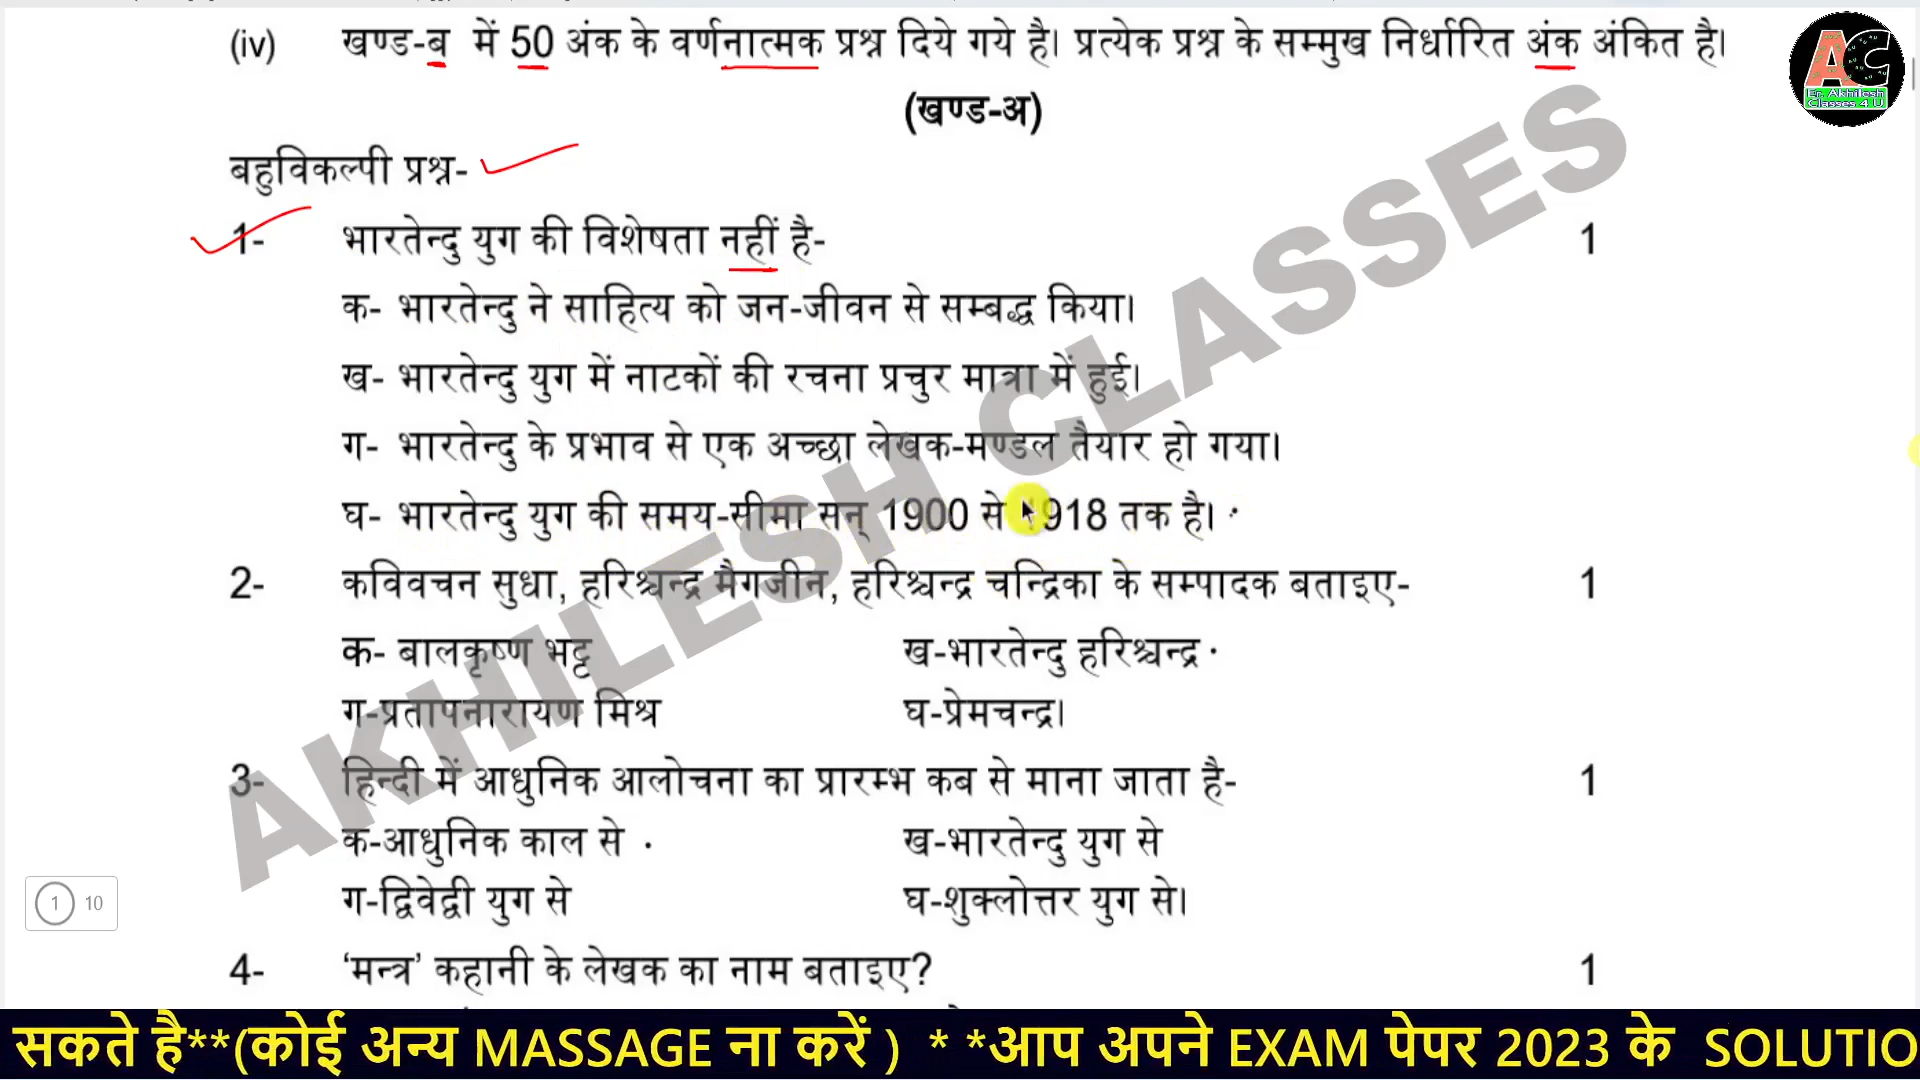 (iv) खण्ड-ब में 50 अंक के वर्णनात्मक प्रश्न दिये गये है। प्रत्येक प्रश्न के सम्मुख निर्धारित अंक अंकित है।
AC
Er. Akhilesh
Classes 4 U
(खण्ड-अ)
बहुविकल्पी प्रश्न-
1- भारतेन्दु युग की विशेषता नहीं है- 1
क- भारतेन्दु ने साहित्य को जन-जीवन से सम्बद्ध किया।
ख- भारतेन्दु युग में नाटकों की रचना प्रचुर मात्रा में हुई।
ग- भारतेन्दु के प्रभाव से एक अच्छा लेखक-मण्डल तैयार हो गया।
घ- भारतेन्दु युग की समय-सीमा सन् 1900 से 1918 तक है।
2- कविवचन सुधा, हरिश्चन्द्र मैगजीन, हरिश्चन्द्र चन्द्रिका के सम्पादक बताइए- 1
क- बालकृष्ण भट्ट ख-भारतेन्दु हरिश्चन्द्र
ग-प्रतापनारायण मिश्र घ-प्रेमचन्द्र।
3- हिन्दी में आधुनिक आलोचना का प्रारम्भ कब से माना जाता है- 1
क-आधुनिक काल से ख-भारतेन्दु युग से
ग-द्विवेद्वी युग से घ-शुक्लोत्तर युग से।
4- ‘मन्त्र’ कहानी के लेखक का नाम बताइए? 1
AKHILESH CLASSES
1 10
सकते है**(कोई अन्य MASSAGE ना करें ) * *आप अपने EXAM पेपर 2023 के SOLUTIO